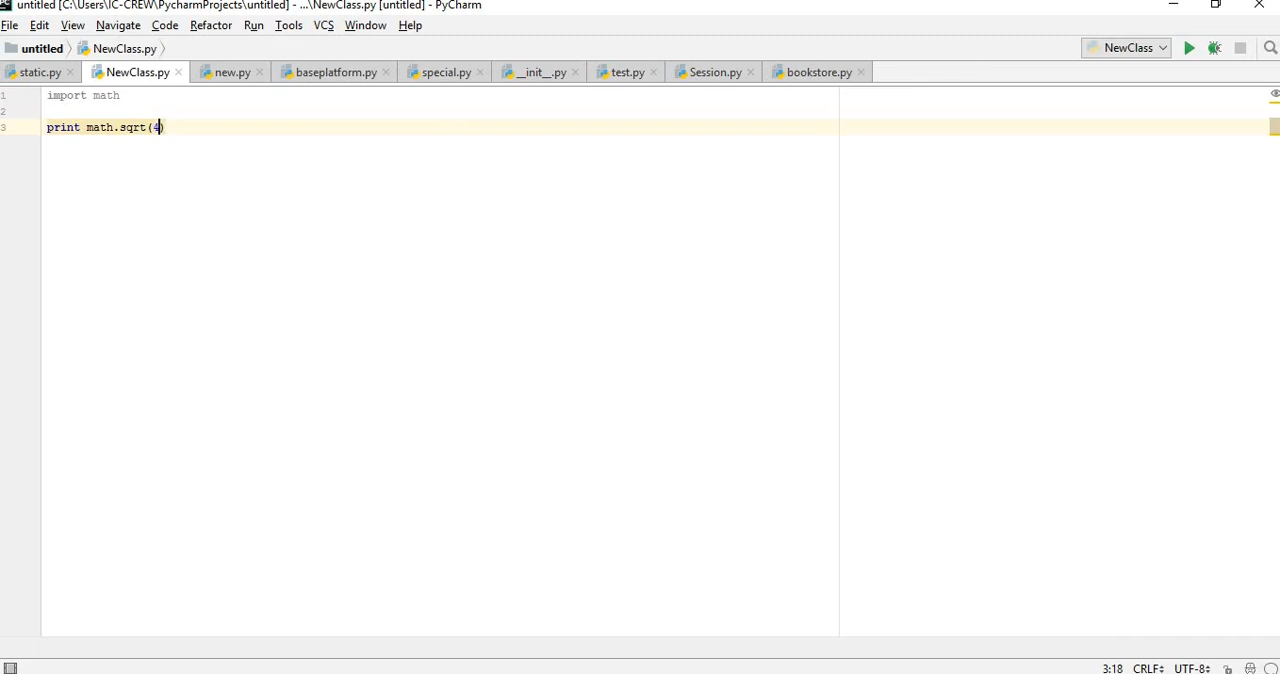 untitled [C:\Users\IC-CREW\PycharmProjects\untitled] - ...\NewClass.py [untitled] - PyCharm
File Edit View Navigate Code Refactor Run Tools VCS Window Help
untitled NewClass.py NewClass
static.py NewClass.py new.py baseplatform.py special.py __init__.py test.py Session.py bookstore.py
1 import math
2
3 print math.sqrt(4)
3:18 CRLF UTF-8